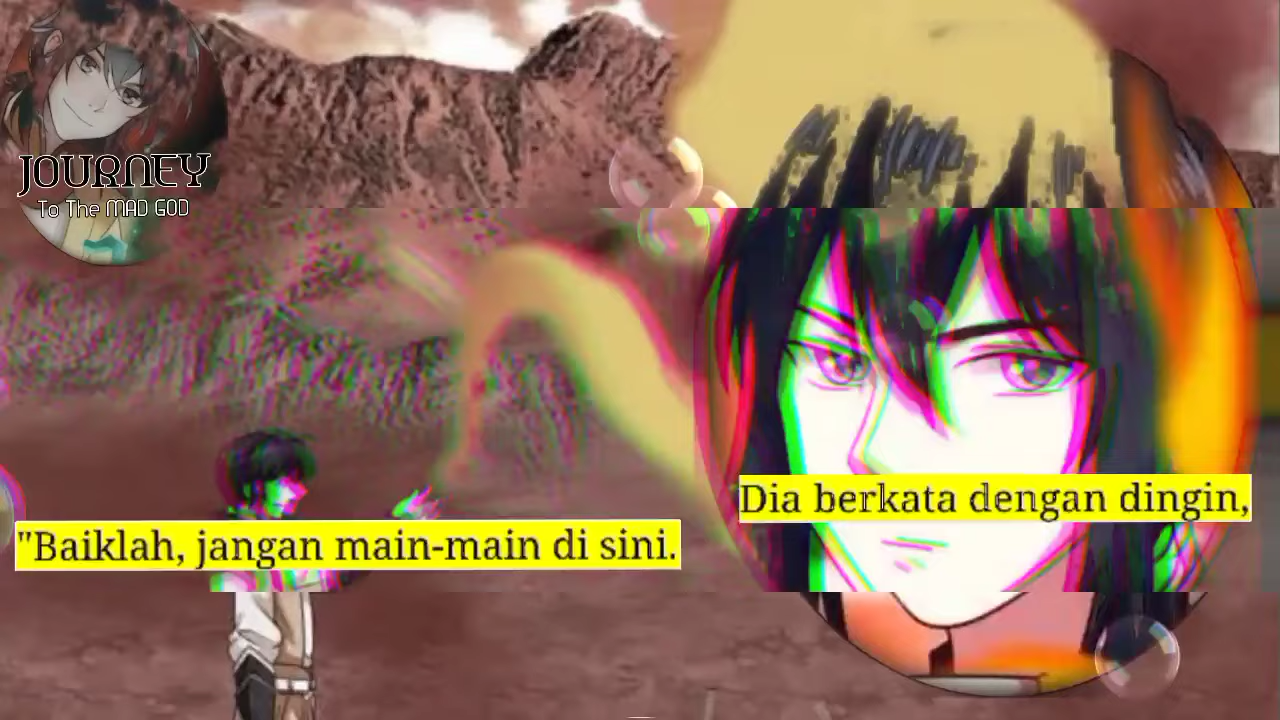 JOURNEY
To The MAD GOD
Dia berkata dengan dingin,
"Baiklah, jangan main-main di sini.